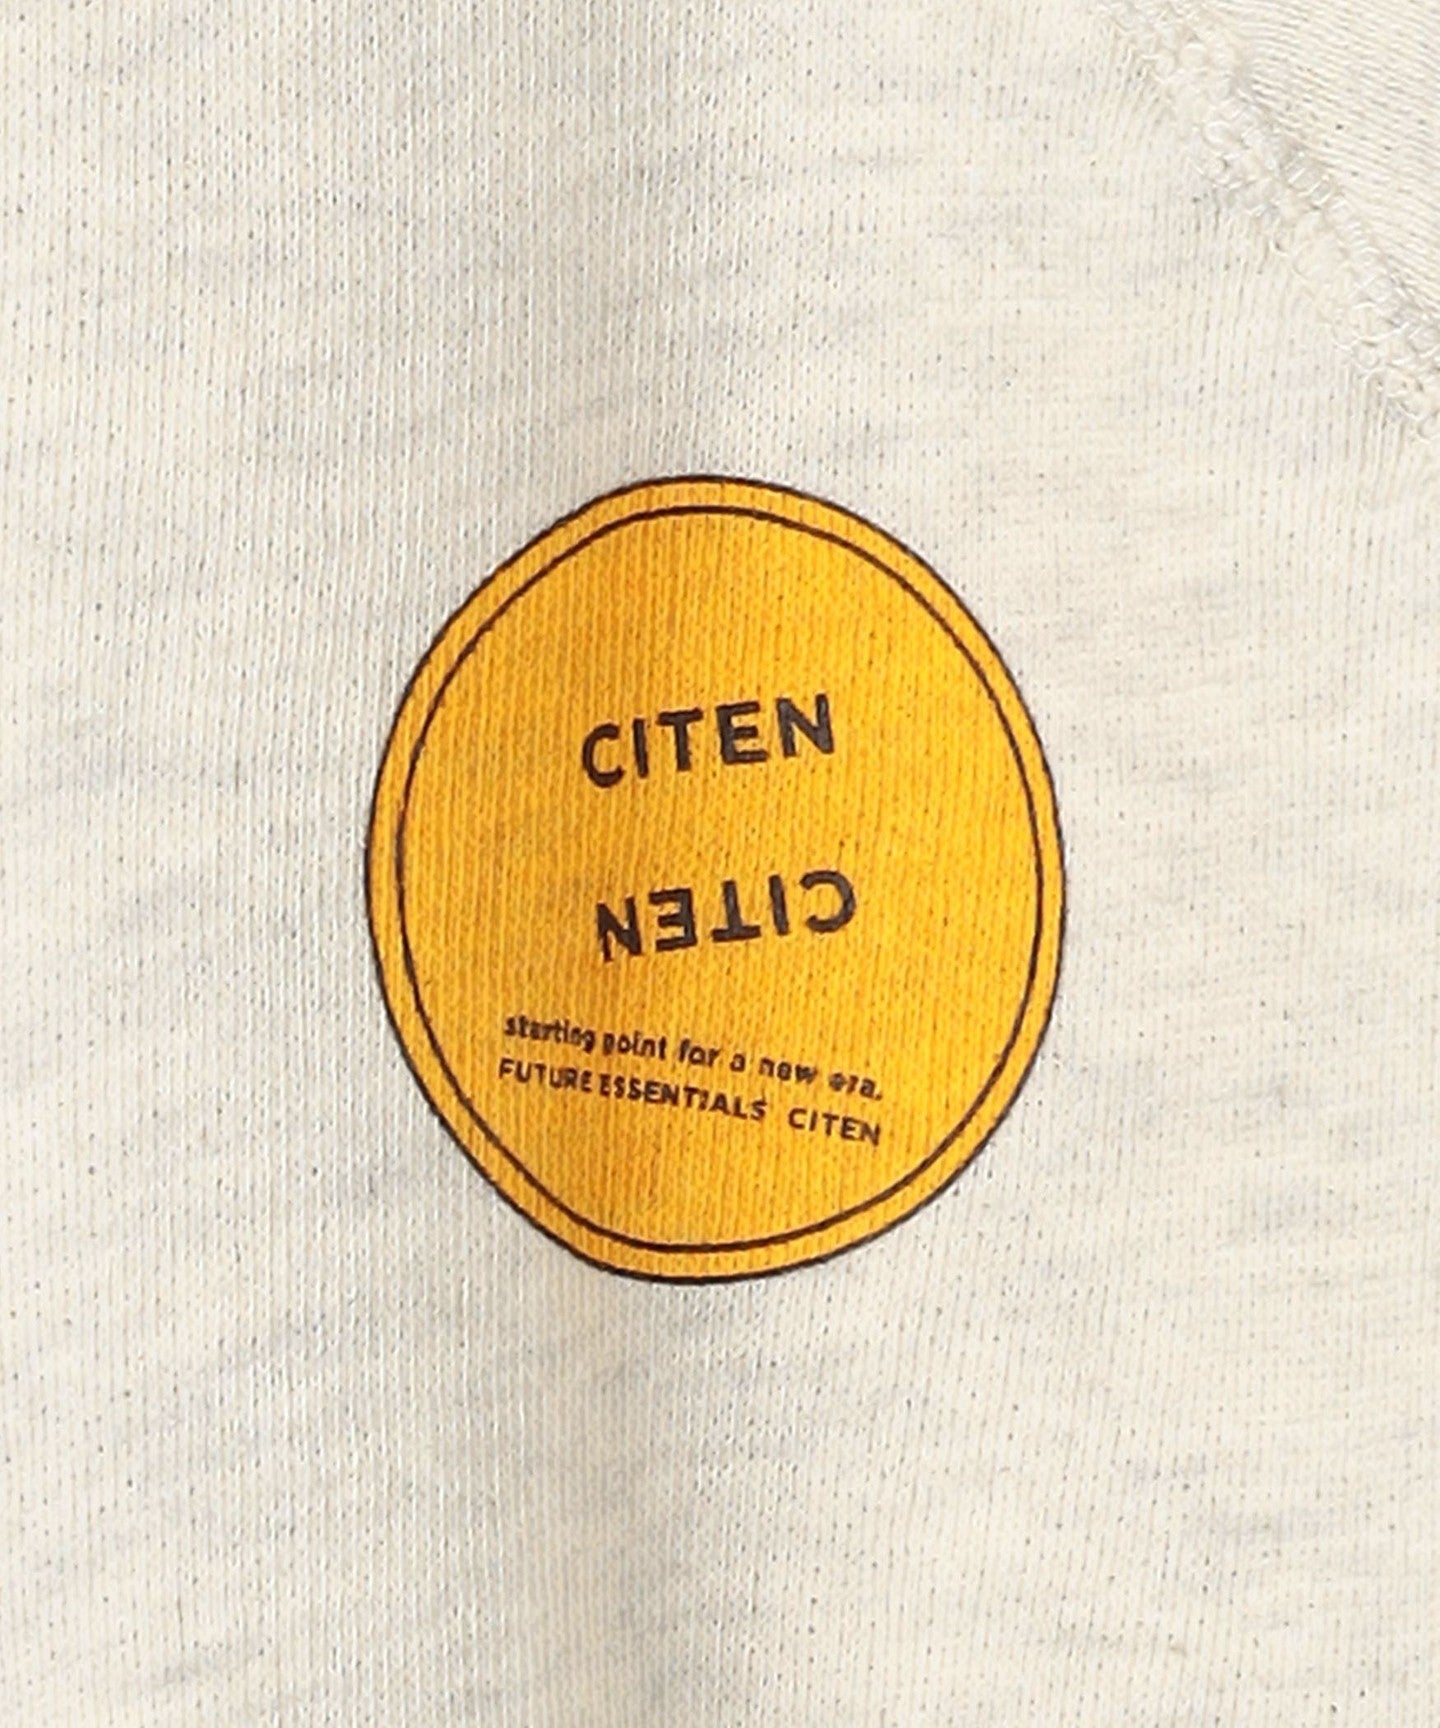 CITEN
CITEN
starting point for a new era.
FUTURE ESSENTIALS CITEN